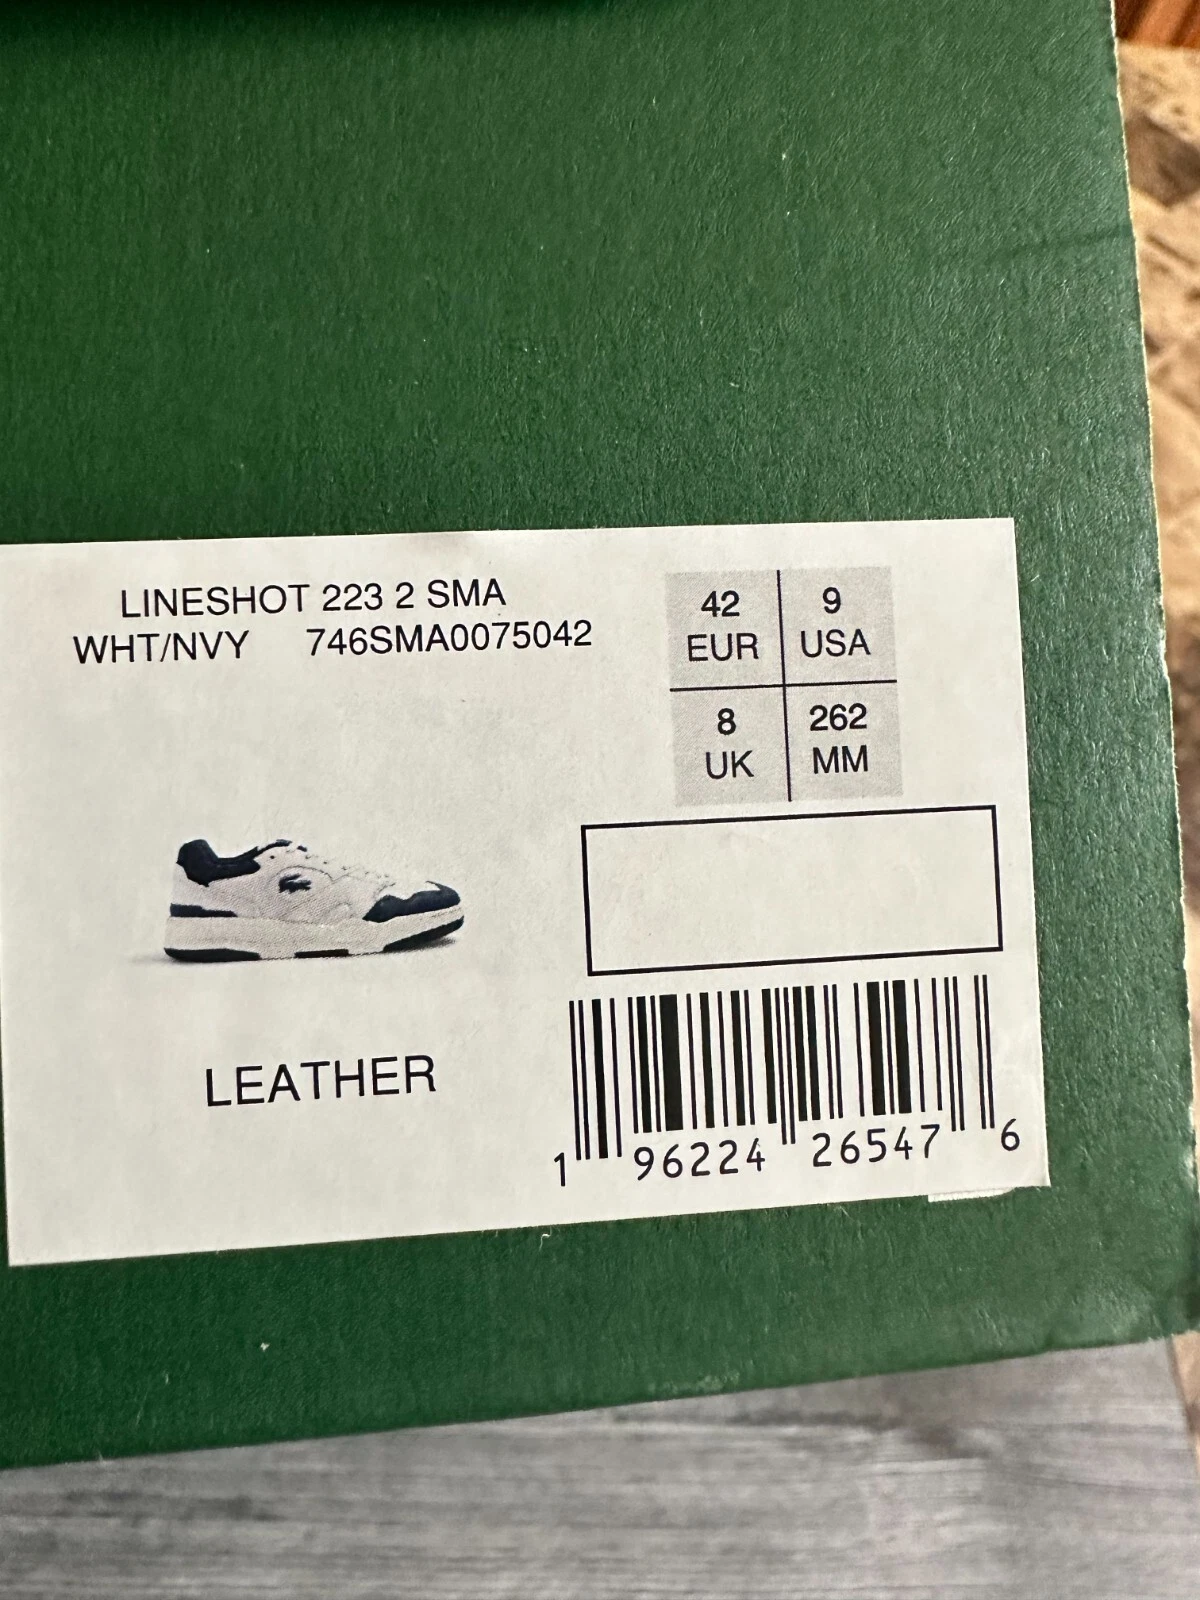 LINESHOT 223 2 SMA
WHT/NVY 746SMA0075042
42 9
EUR USA
8 262
UK MM
LEATHER
1 96224 26547 6